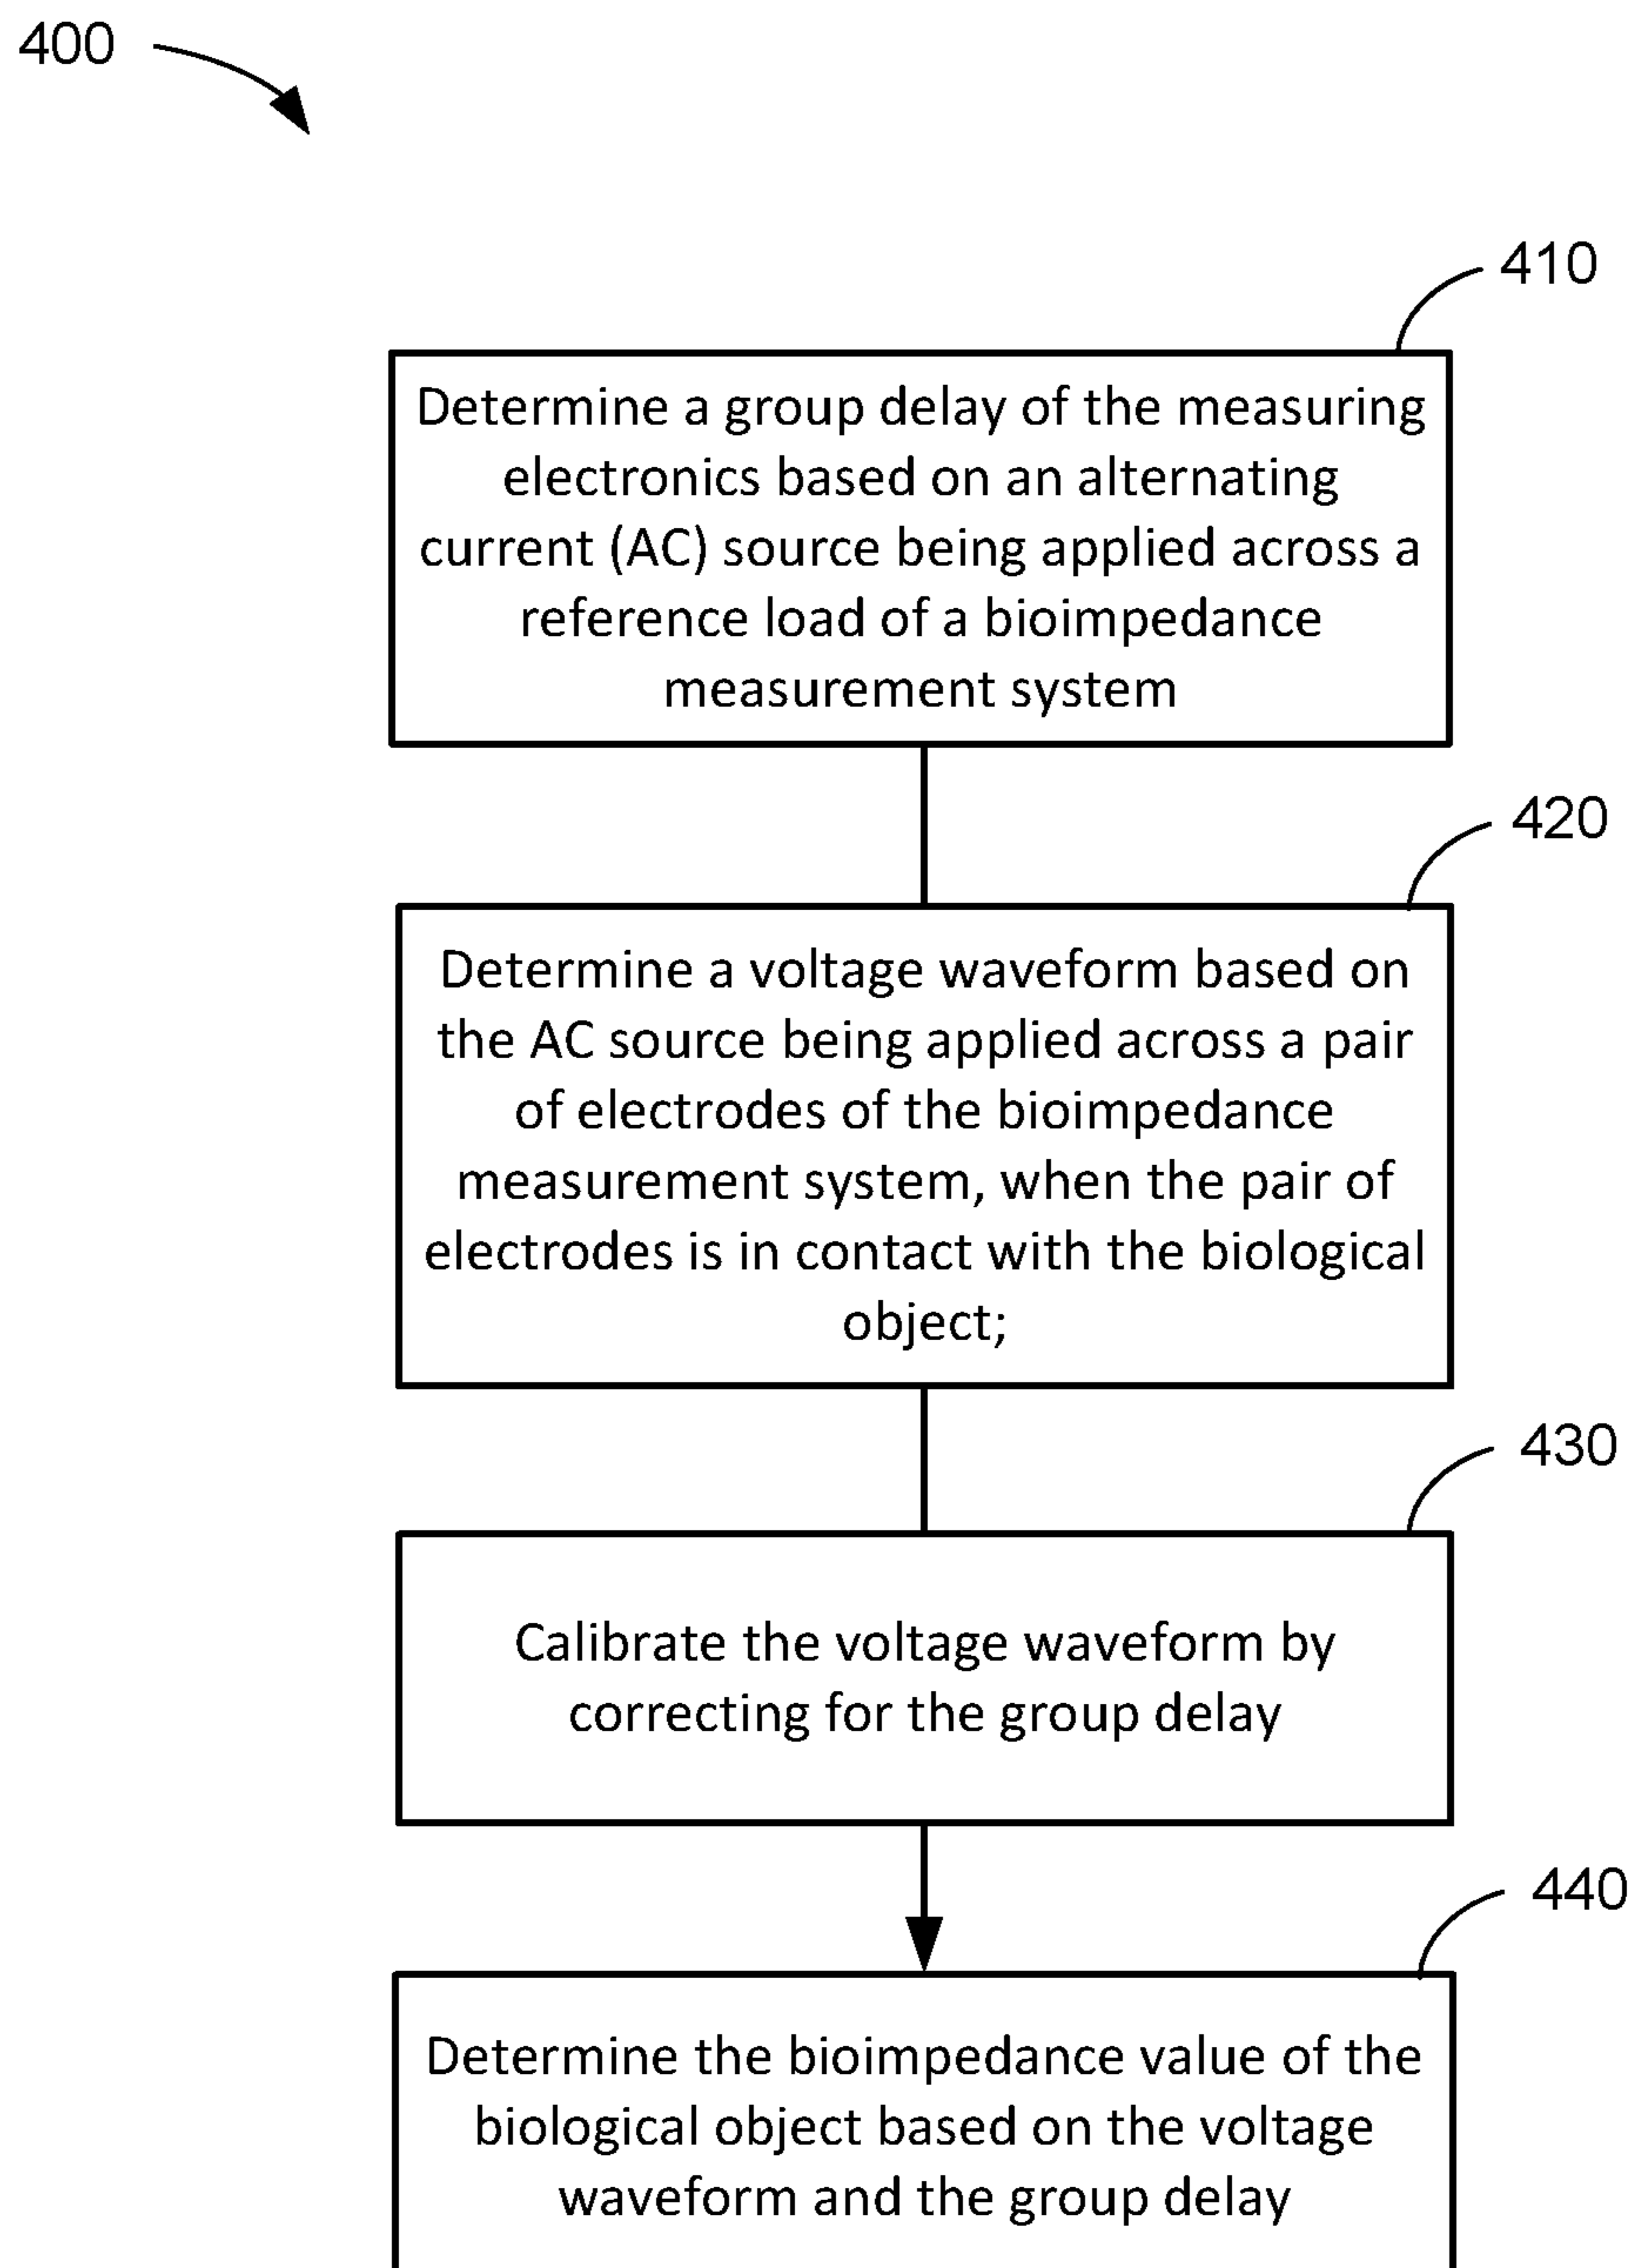 400
410
Determine a group delay of the measuring
electronics based on an alternating
current (AC) source being applied across a
reference load of a bioimpedance
measurement system
420
Determine a voltage waveform based on
the AC source being applied across a pair
of electrodes of the bioimpedance
measurement system, when the pair of
electrodes is in contact with the biological
object;
430
Calibrate the voltage waveform by
correcting for the group delay
440
Determine the bioimpedance value of the
biological object based on the voltage
waveform and the group delay